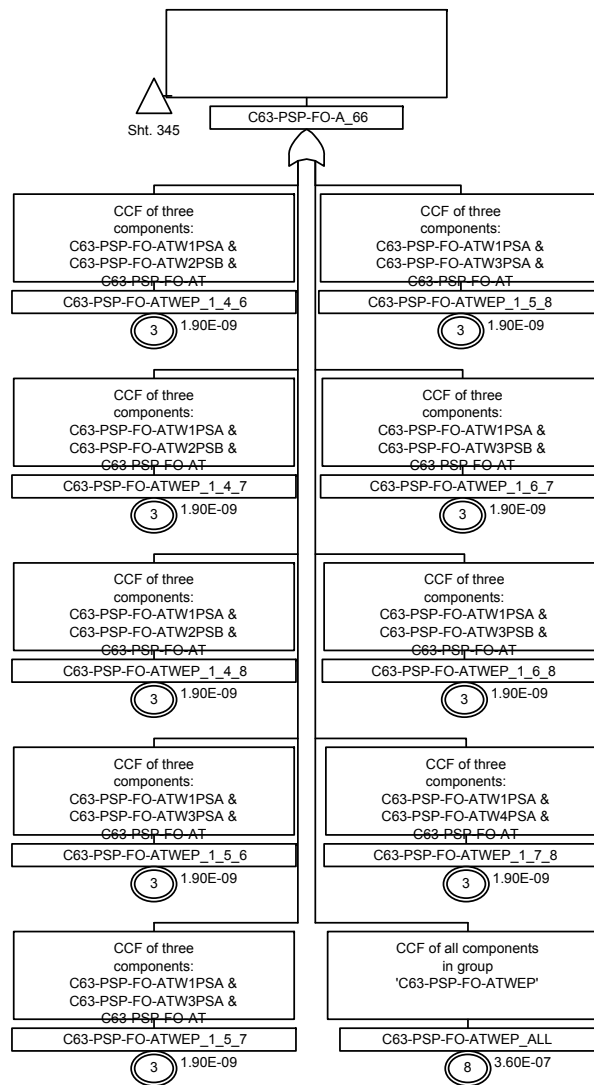 Sht. 345
C63-PSP-FO-A_66
CCF of three
components:
C63-PSP-FO-ATW1PSA &
C63-PSP-FO-ATW2PSB &
C63-PSP-FO-AT
C63-PSP-FO-ATWEP_1_4_6
3
1.90E-09
CCF of three
components:
C63-PSP-FO-ATW1PSA &
C63-PSP-FO-ATW3PSA &
C63-PSP-FO-AT
C63-PSP-FO-ATWEP_1_5_8
3
1.90E-09
CCF of three
components:
C63-PSP-FO-ATW1PSA &
C63-PSP-FO-ATW2PSB &
C63-PSP-FO-AT
C63-PSP-FO-ATWEP_1_4_7
3
1.90E-09
CCF of three
components:
C63-PSP-FO-ATW1PSA &
C63-PSP-FO-ATW3PSB &
C63-PSP-FO-AT
C63-PSP-FO-ATWEP_1_6_7
3
1.90E-09
CCF of three
components:
C63-PSP-FO-ATW1PSA &
C63-PSP-FO-ATW2PSB &
C63-PSP-FO-AT
C63-PSP-FO-ATWEP_1_4_8
3
1.90E-09
CCF of three
components:
C63-PSP-FO-ATW1PSA &
C63-PSP-FO-ATW3PSB &
C63-PSP-FO-AT
C63-PSP-FO-ATWEP_1_6_8
3
1.90E-09
CCF of three
components:
C63-PSP-FO-ATW1PSA &
C63-PSP-FO-ATW3PSA &
C63-PSP-FO-AT
C63-PSP-FO-ATWEP_1_5_6
3
1.90E-09
CCF of three
components:
C63-PSP-FO-ATW1PSA &
C63-PSP-FO-ATW4PSA &
C63-PSP-FO-AT
C63-PSP-FO-ATWEP_1_7_8
3
1.90E-09
CCF of three
components:
C63-PSP-FO-ATW1PSA &
C63-PSP-FO-ATW3PSA &
C63-PSP-FO-AT
C63-PSP-FO-ATWEP_1_5_7
3
1.90E-09
CCF of all components
in group
'C63-PSP-FO-ATWEP'
C63-PSP-FO-ATWEP_ALL
8
3.60E-07